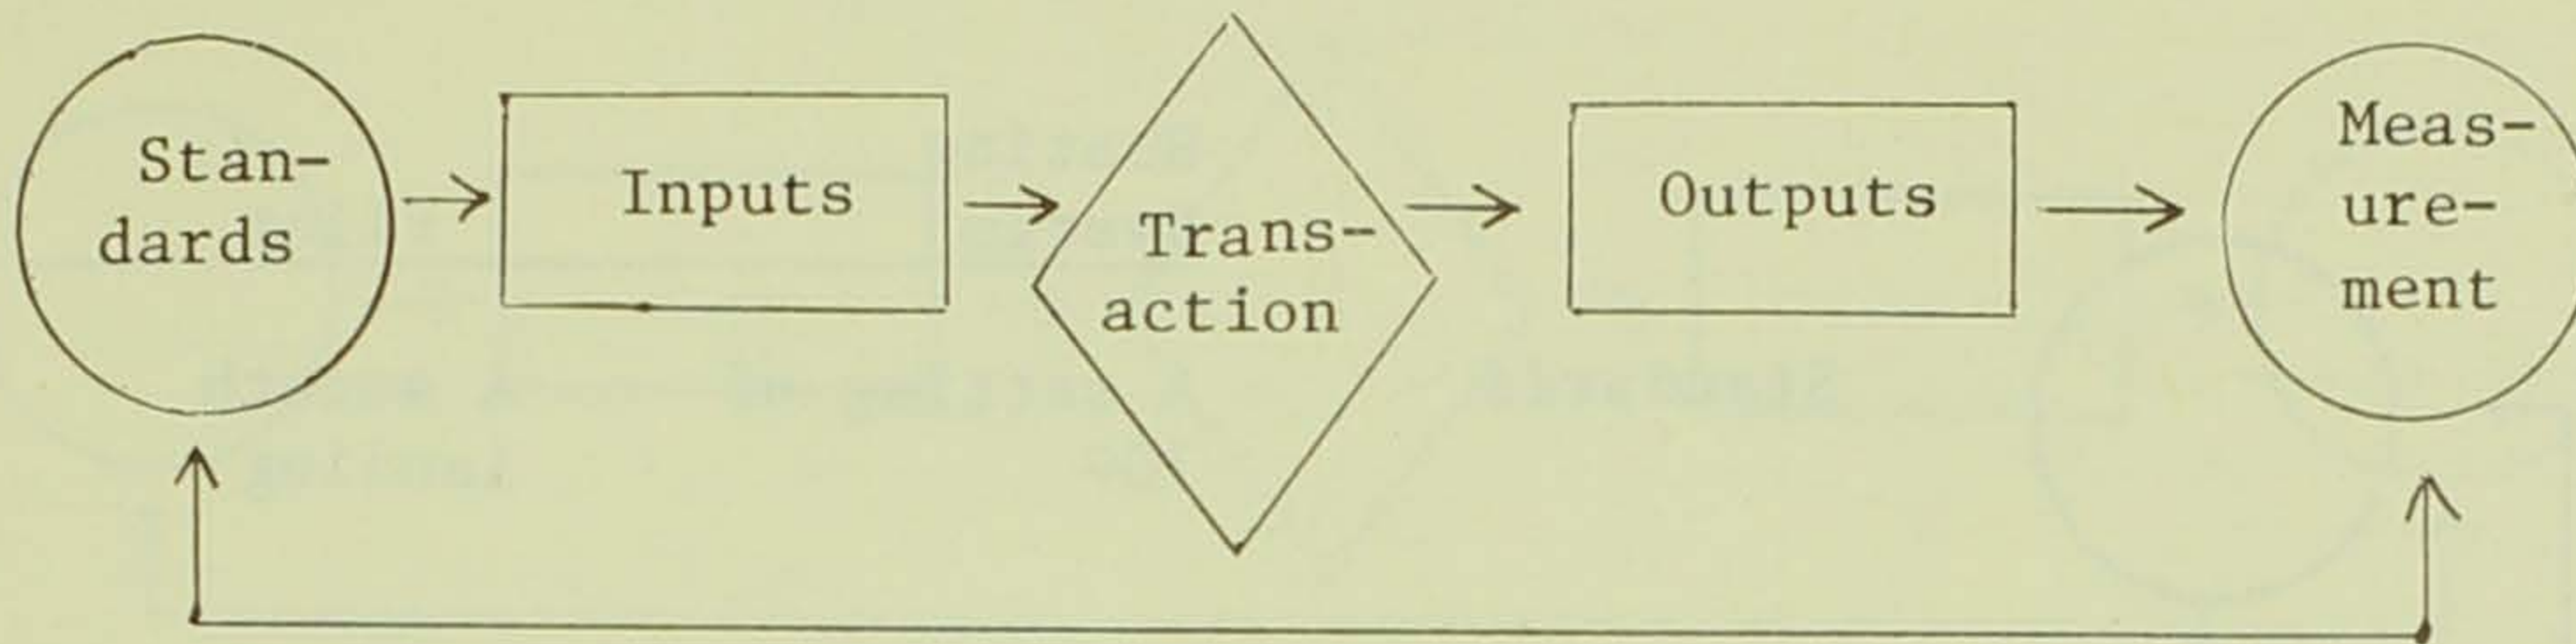 Stan-
dards
Inputs
Trans-
action
Outputs
Meas-
ure-
ment